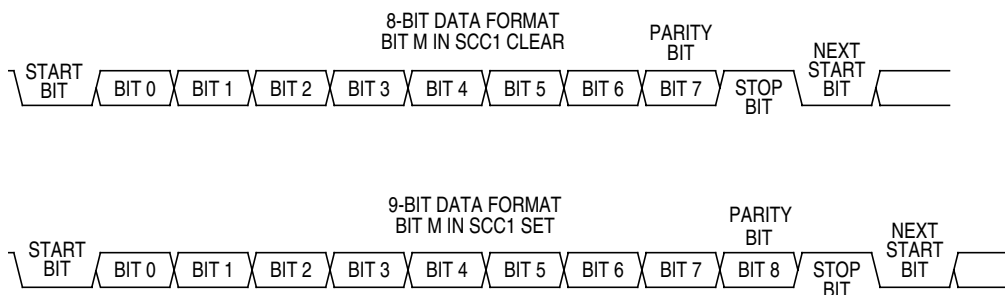 8-BIT DATA FORMAT
BIT M IN SCC1 CLEAR
PARITY
BIT
START
BIT
BIT 0
BIT 1
BIT 2
BIT 3
BIT 4
BIT 5
BIT 6
BIT 7
STOP
BIT
NEXT
START
BIT
9-BIT DATA FORMAT
BIT M IN SCC1 SET
PARITY
BIT
START
BIT
BIT 0
BIT 1
BIT 2
BIT 3
BIT 4
BIT 5
BIT 6
BIT 7
BIT 8
STOP
BIT
NEXT
START
BIT